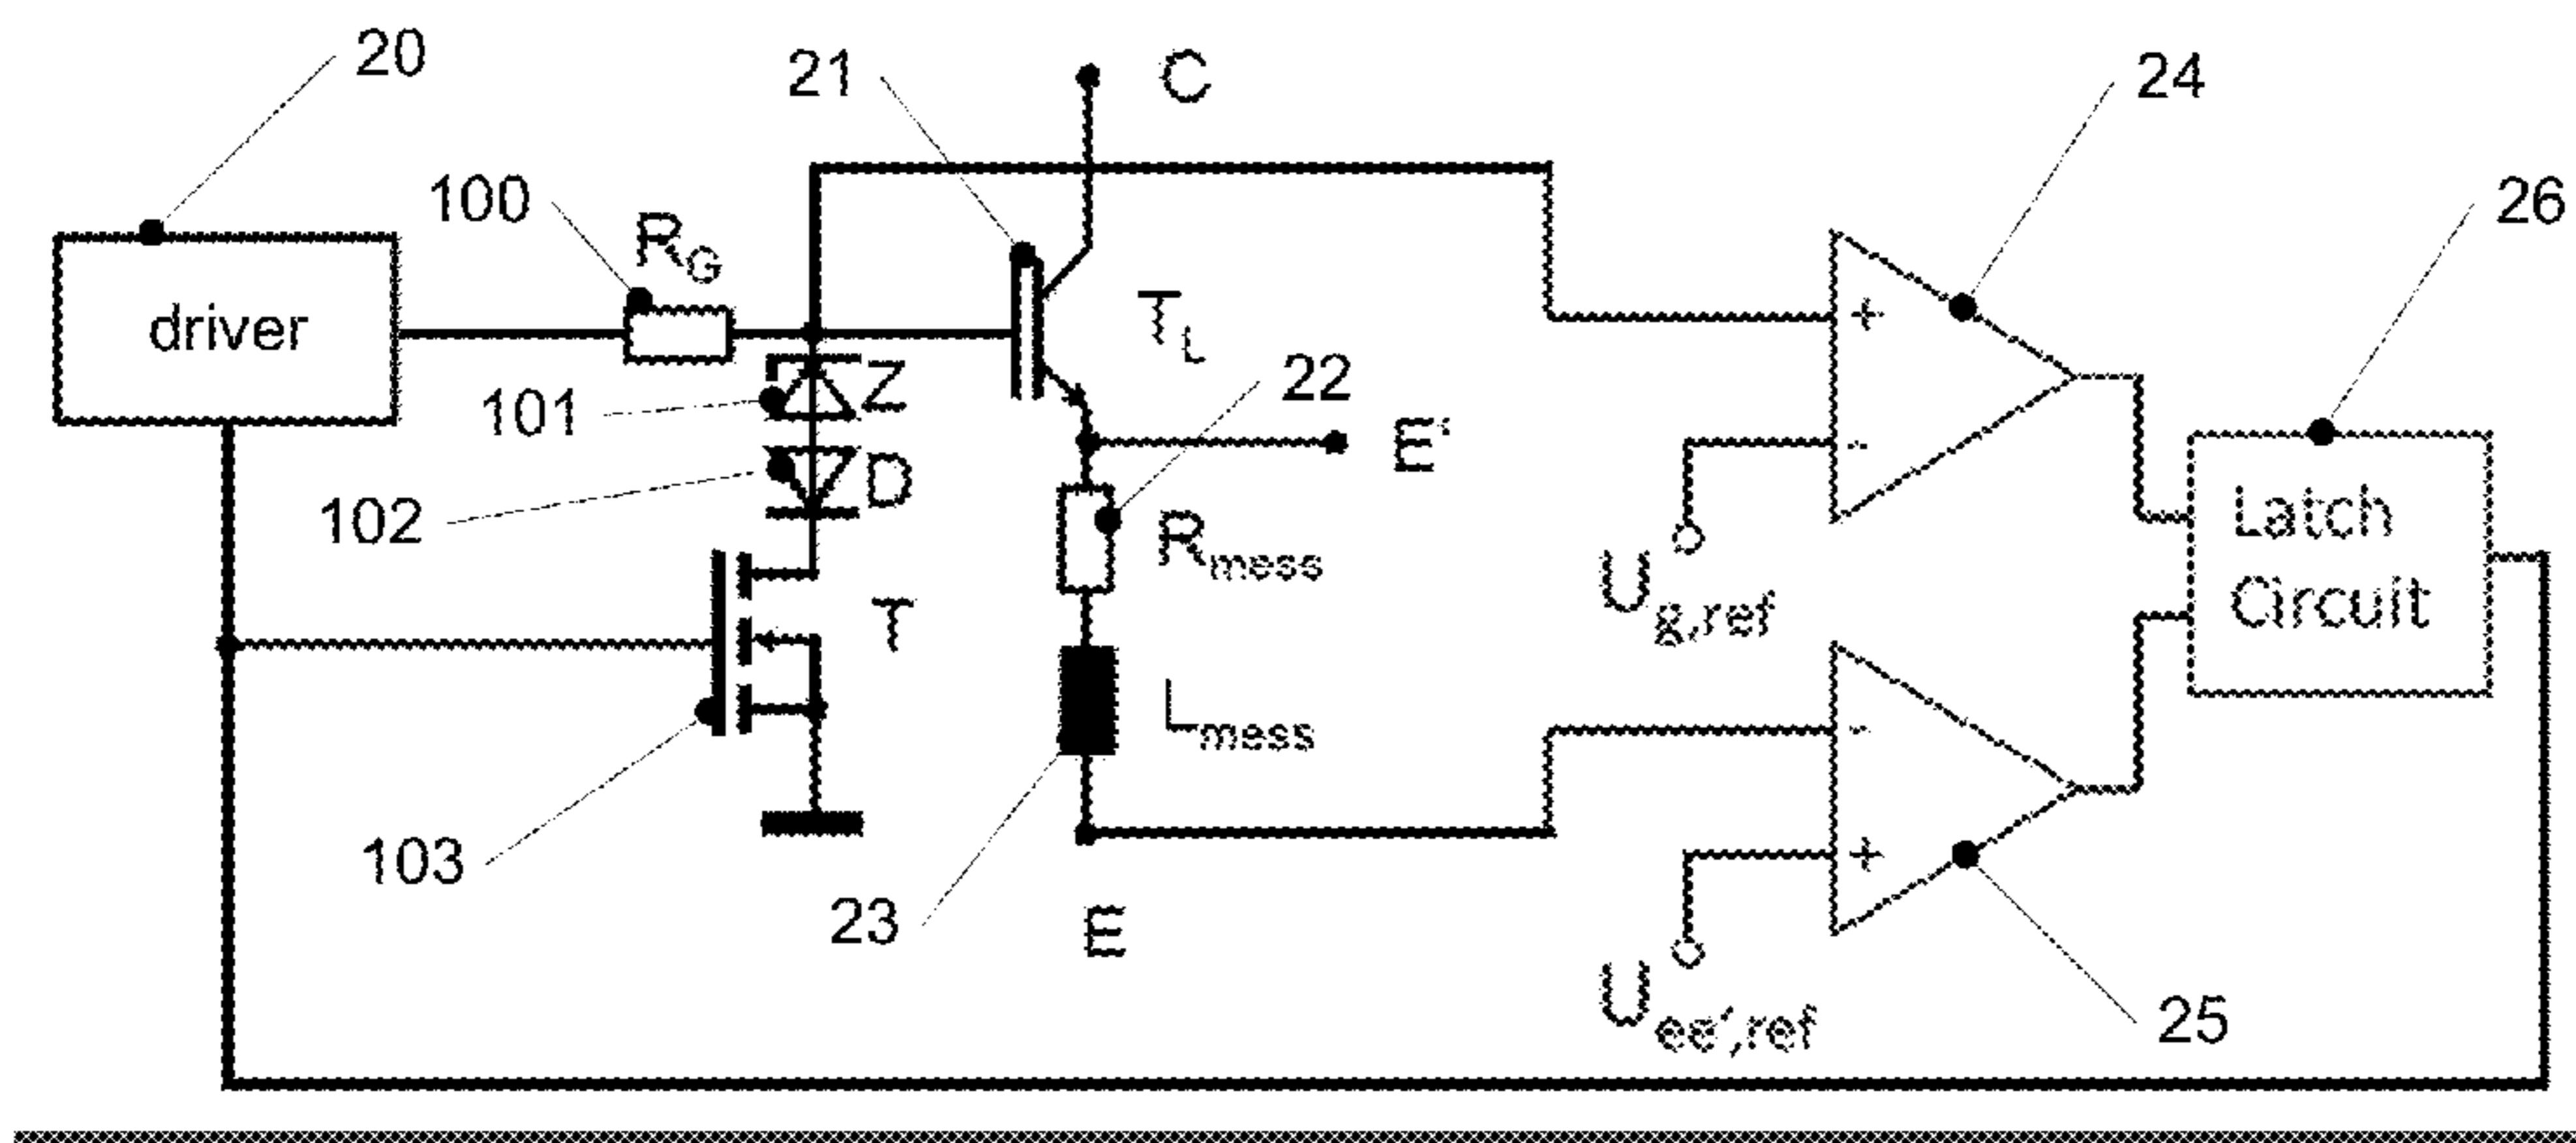 20
21
C
24
100
R_G
26
driver
T_L
22
+
101
Z
-
E'
102
D
R_mess
Latch
Circuit
U_g,ref
T
L_mess
-
103
+
23
E
U_ee',ref
25